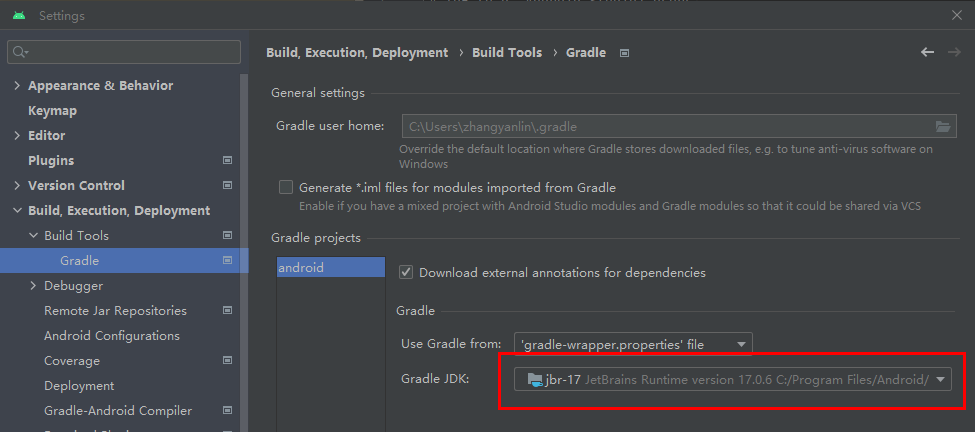 Settings
Build, Execution, Deployment › Build Tools › Gradle
Appearance & Behavior
Keymap
Editor
Plugins
Version Control
Build, Execution, Deployment
Build Tools
Gradle
Debugger
Remote Jar Repositories
Android Configurations
Coverage
Deployment
Gradle-Android Compiler
General settings
Gradle user home:
C:\Users\zhangyanlin\.gradle
Override the default location where Gradle stores downloaded files, e.g. to tune anti-virus software on
Windows
Generate *.iml files for modules imported from Gradle
Enable if you have a mixed project with Android Studio modules and Gradle modules so that it could be shared via VCS
Gradle projects
android
Download external annotations for dependencies
Gradle
Use Gradle from: 'gradle-wrapper.properties' file
Gradle JDK: jbr-17 JetBrains Runtime version 17.0.6 C:/Program Files/Android/